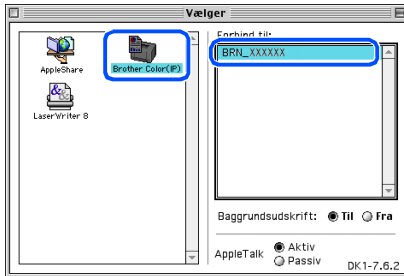 Vælger
Forbind til:
AppleShare
Brother Color(IP)
LaserWriter 8
BRN_XXXXXX
Baggrundsudskrift: Til Fra
AppleTalk Aktiv
Passiv
DK1-7.6.2